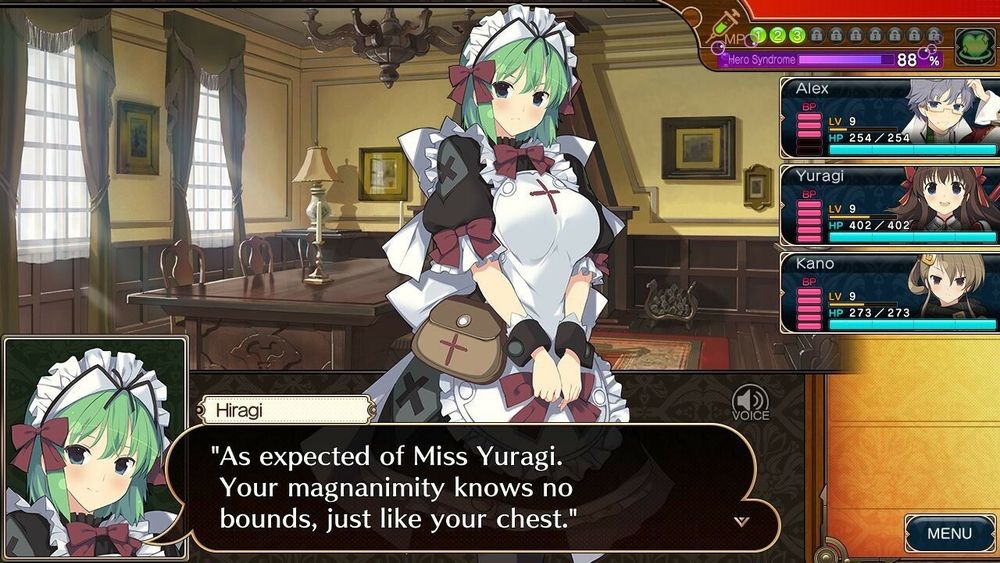 MP 1 2 3
Hero Syndrome 88 %
Alex
BP
LV 9
HP 254 / 254
Yuragi
BP
LV 9
HP 402 / 402
Kano
BP
LV 9
HP 273 / 273
Hiragi
VOICE
"As expected of Miss Yuragi.
Your magnanimity knows no
bounds, just like your chest."
MENU